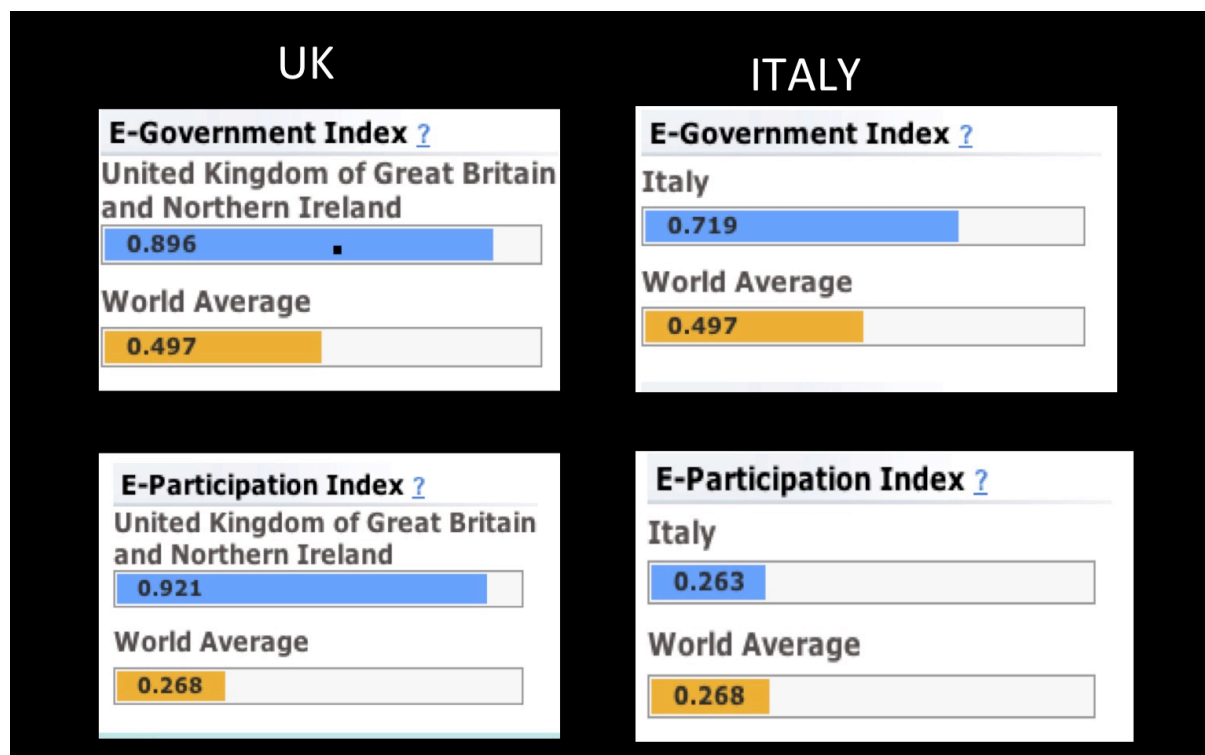 UK
E-Government Index ?
United Kingdom of Great Britain
and Northern Ireland
0.896
World Average
0.497
ITALY
E-Government Index ?
Italy
0.719
World Average
0.497
E-Participation Index ?
United Kingdom of Great Britain
and Northern Ireland
0.921
World Average
0.268
E-Participation Index ?
Italy
0.263
World Average
0.268